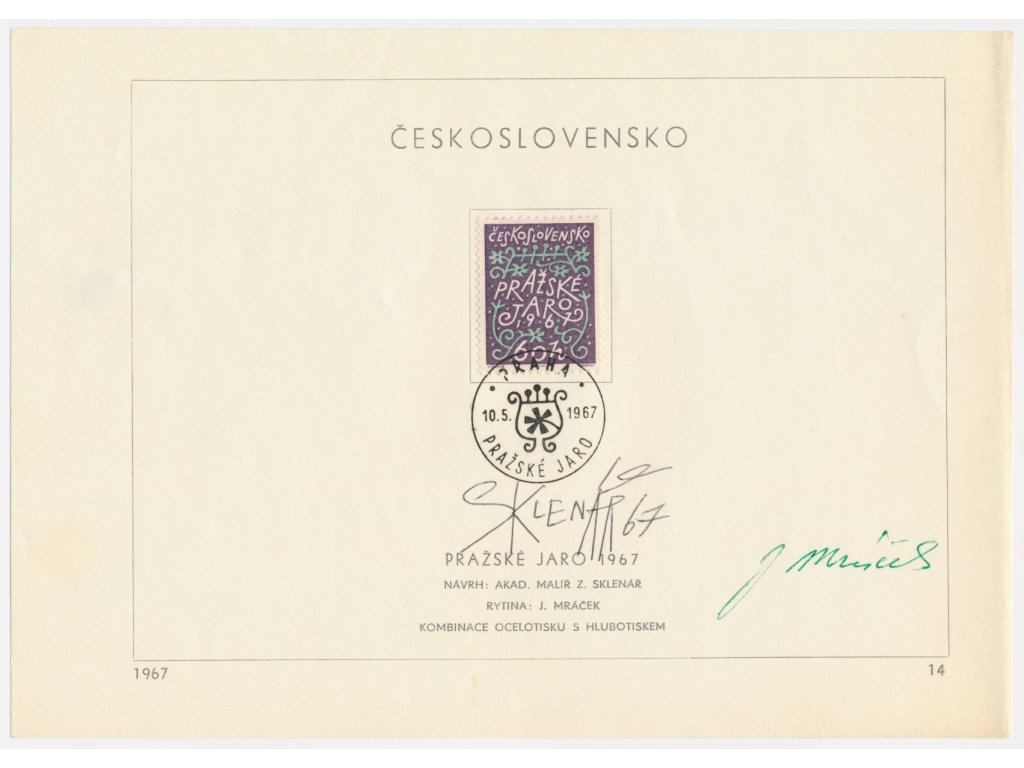 ČESKOSLOVENSKO
ČESKOSLOVENSKO
PRAŽSKÉ
JARO
1967
60h
PRAHA
10.5. 1967
PRAŽSKÉ JARO
SKLENÁŘ 67
J Mráček
PRAŽSKÉ JARO 1967
NÁVRH: AKAD. MALÍŘ Z. SKLENÁŘ
RYTINA: J. MRÁČEK
KOMBINACE OCELOTISKU S HLUBOTISKEM
1967 14